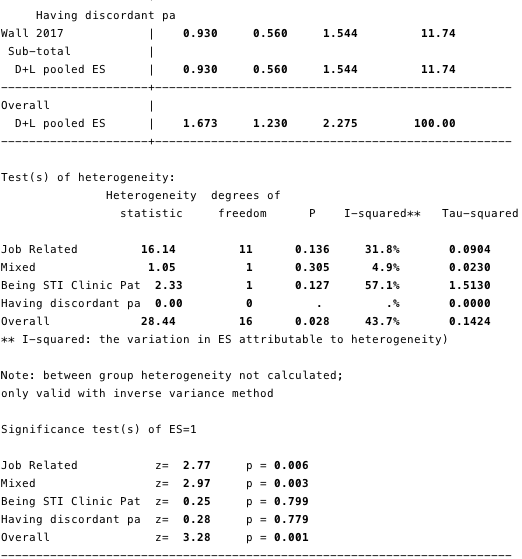 Having discordant pa
Wall 2017 | 0.930 0.560 1.544 11.74
Sub-total |
D+L pooled ES | 0.930 0.560 1.544 11.74
---------------------+---------------------------------------------------
Overall |
D+L pooled ES | 1.673 1.230 2.275 100.00
---------------------+---------------------------------------------------
Test(s) of heterogeneity:
Heterogeneity degrees of
statistic freedom P I-squared** Tau-squared
Job Related 16.14 11 0.136 31.8% 0.0904
Mixed 1.05 1 0.305 4.9% 0.0230
Being STI Clinic Pat 2.33 1 0.127 57.1% 1.5130
Having discordant pa 0.00 0 . .% 0.0000
Overall 28.44 16 0.028 43.7% 0.1424
** I-squared: the variation in ES attributable to heterogeneity)
Note: between group heterogeneity not calculated;
only valid with inverse variance method
Significance test(s) of ES=1
Job Related z= 2.77 p = 0.006
Mixed z= 2.97 p = 0.003
Being STI Clinic Pat z= 0.25 p = 0.799
Having discordant pa z= 0.28 p = 0.779
Overall z= 3.28 p = 0.001
-------------------------------------------------------------------------